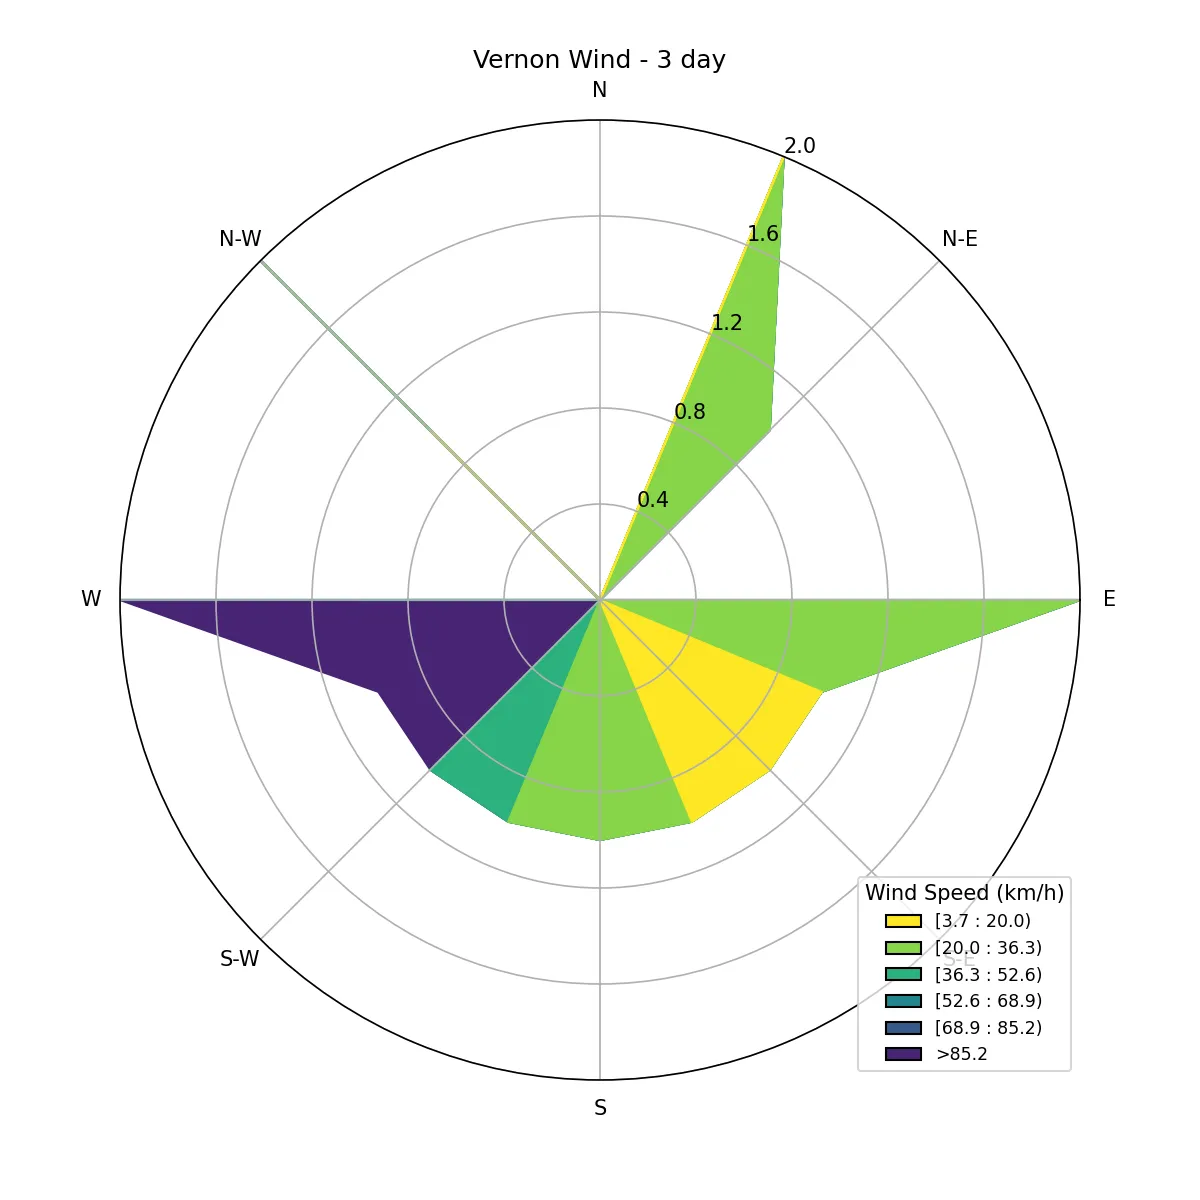 Vernon Wind - 3 day
N
2.0
N-W
1.6
N-E
1.2
0.8
0.4
W
E
S-W
S-E
S
Wind Speed (km/h)
[3.7 : 20.0)
[20.0 : 36.3)
[36.3 : 52.6)
[52.6 : 68.9)
[68.9 : 85.2)
>85.2